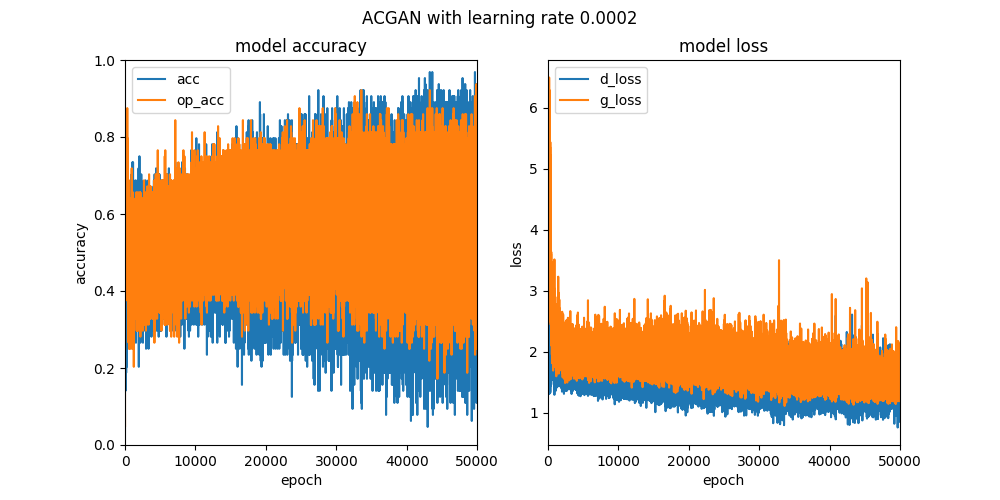 ACGAN with learning rate 0.0002
model accuracy
acc
op_acc
accuracy
1.0
0.8
0.6
0.4
0.2
0.0
0 10000 20000 30000 40000 50000
epoch
model loss
d_loss
g_loss
loss
6
5
4
3
2
1
0 10000 20000 30000 40000 50000
epoch